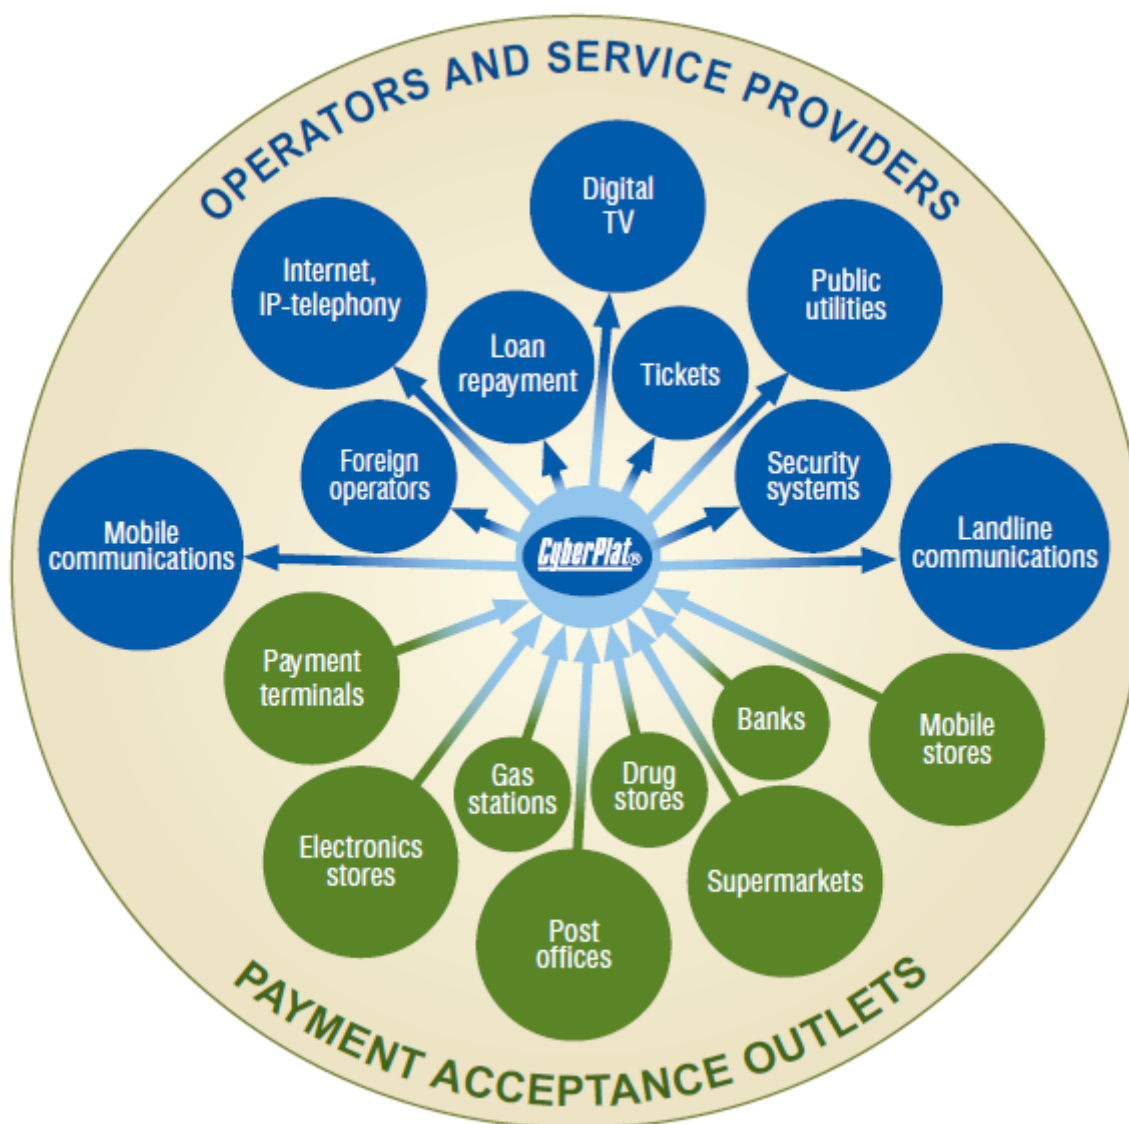 OPERATORS AND SERVICE PROVIDERS
Digital
TV
Internet,
IP-telephony
Public
utilities
Loan
repayment
Tickets
Foreign
operators
Security
systems
Mobile
communications
CyberPlat®
Landline
communications
Payment
terminals
Banks
Mobile
stores
Gas
stations
Drug
stores
Electronics
stores
Supermarkets
Post
offices
PAYMENT ACCEPTANCE OUTLETS